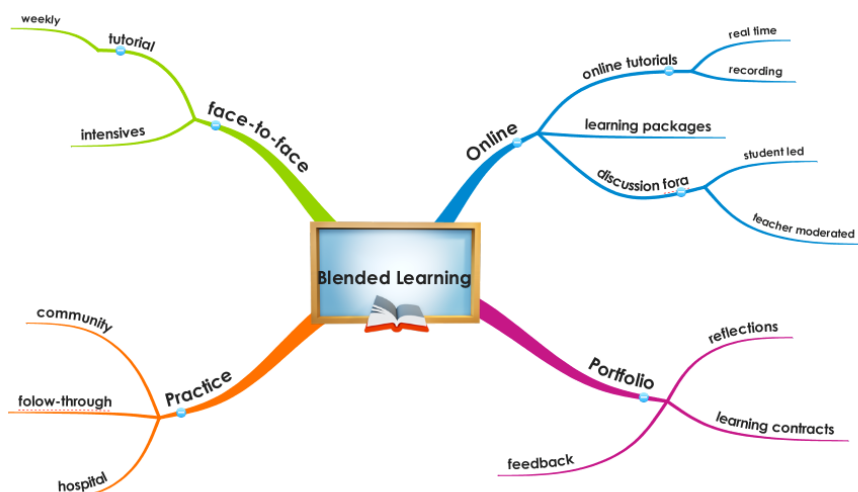 Blended Learning
face-to-face
tutorial
weekly
intensives
Online
online tutorials
real time
recording
learning packages
discussion fora
student led
teacher moderated
Practice
community
folow-through
hospital
Portfolio
reflections
learning contracts
feedback